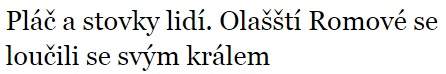 Pláč a stovky lidí. Olašští Romové se
loučili se svým králem